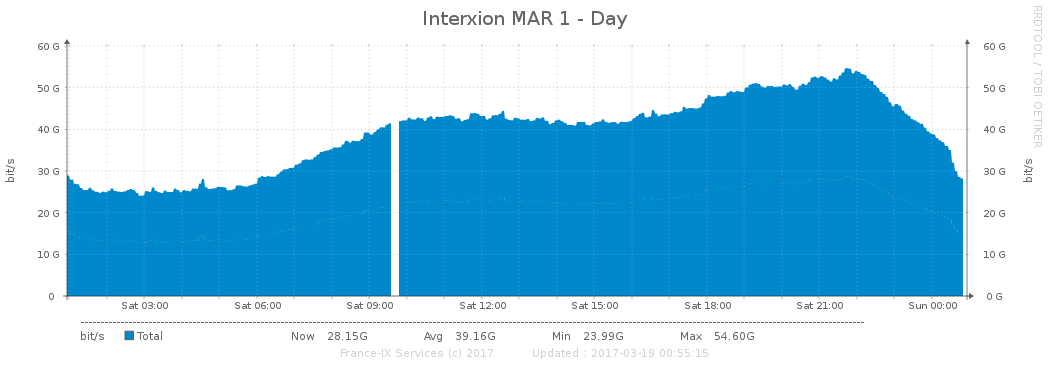 Interxion MAR 1 - Day
RRDTOOL / TOBI OETIKER
60 G 60 G
50 G 50 G
40 G 40 G
30 G 30 G
20 G 20 G
10 G 10 G
0 0 G
bit/s bit/s
Sat 03:00 Sat 06:00 Sat 09:00 Sat 12:00 Sat 15:00 Sat 18:00 Sat 21:00 Sun 00:00
bit/s Total Now 28.15G Avg 39.16G Min 23.99G Max 54.60G
France-IX Services (c) 2017 Updated : 2017-03-19 00:55:15